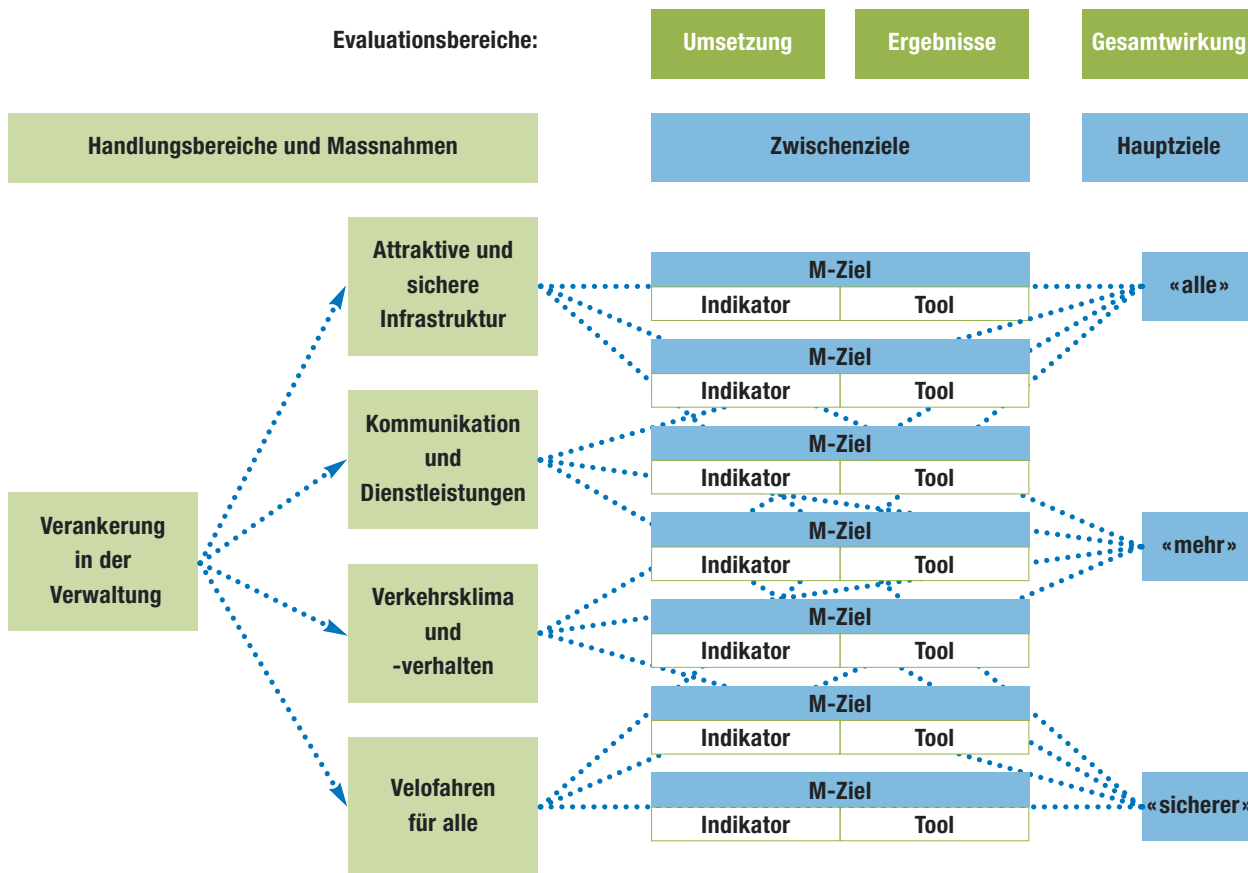 Evaluationsbereiche:
Umsetzung
Ergebnisse
Gesamtwirkung
Handlungsbereiche und Massnahmen
Zwischenziele
Hauptziele
Verankerung
in der
Verwaltung
Attraktive und
sichere
Infrastruktur
Kommunikation
und
Dienstleistungen
Verkehrsklima
und
-verhalten
Velofahren
für alle
M-Ziel
Indikator
Tool
M-Ziel
Indikator
Tool
M-Ziel
Indikator
Tool
M-Ziel
Indikator
Tool
M-Ziel
Indikator
Tool
M-Ziel
Indikator
Tool
M-Ziel
Indikator
Tool
«alle»
«mehr»
«sicherer»